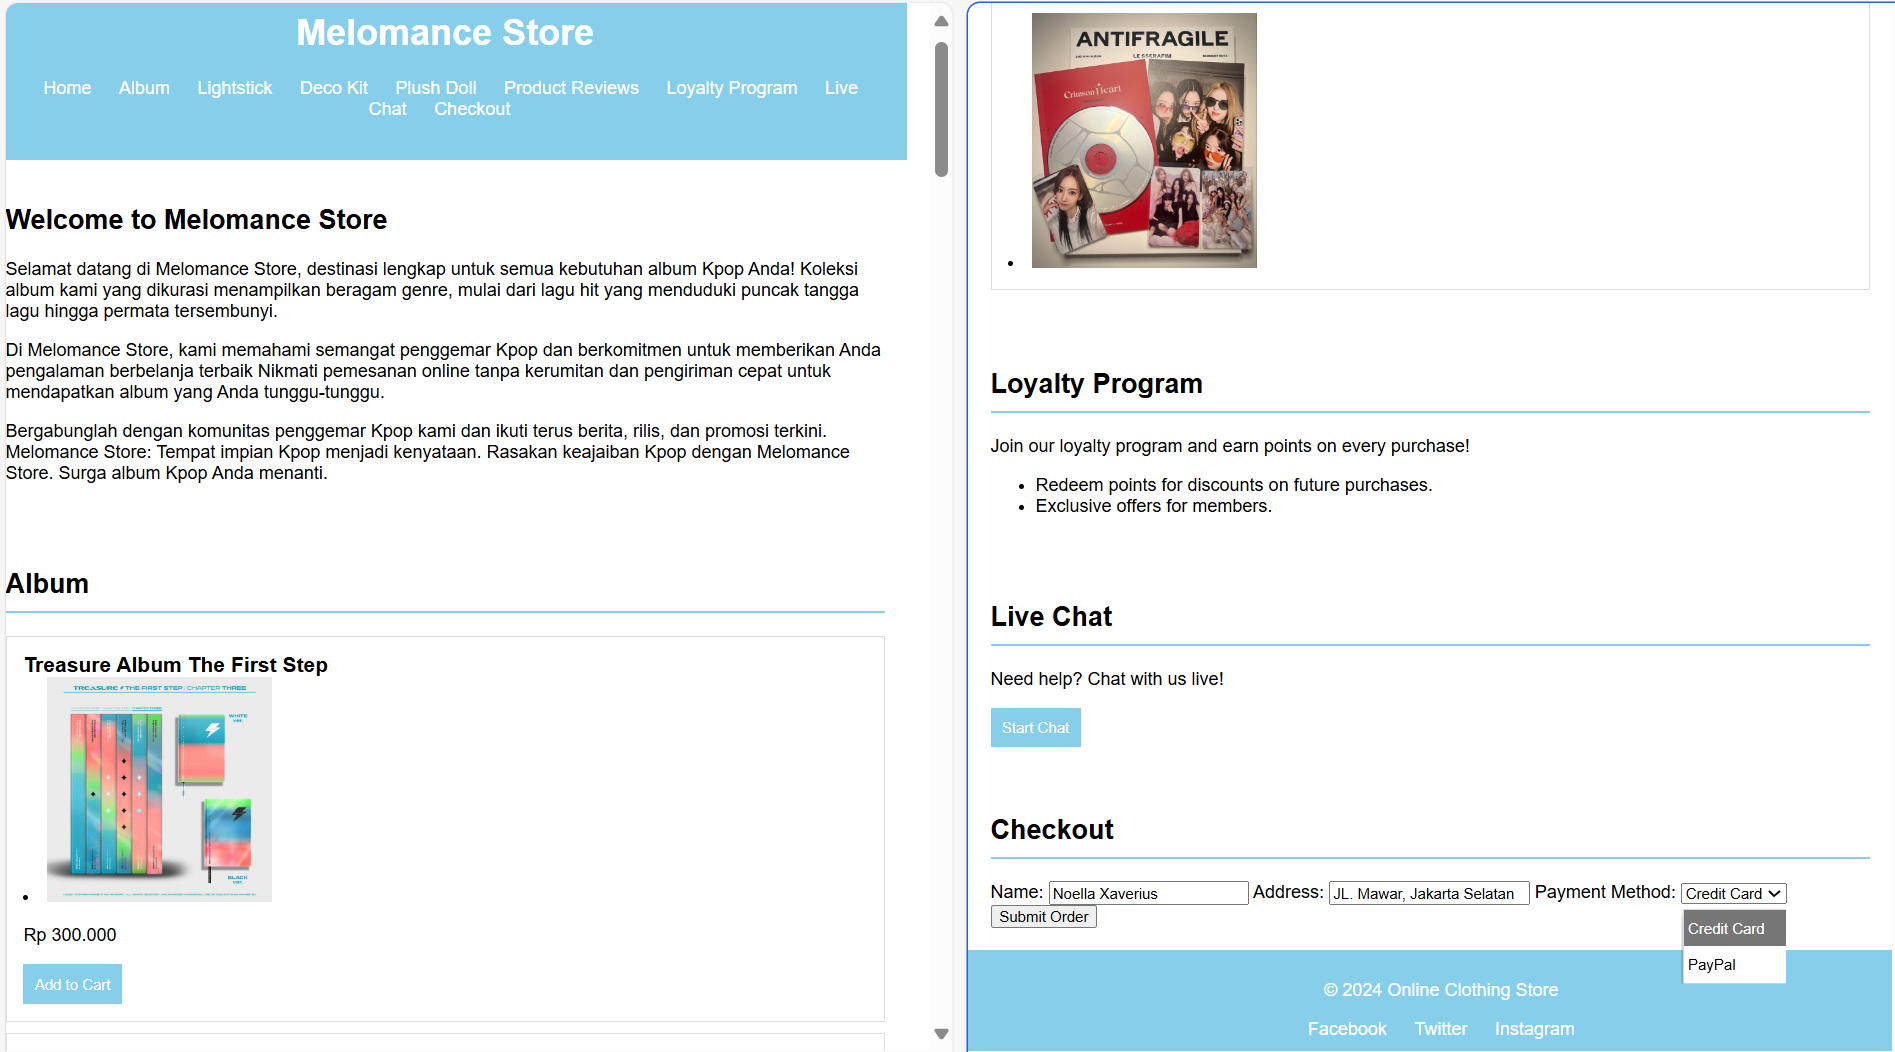 Melomance Store
Home Album Lightstick Deco Kit Plush Doll Product Reviews Loyalty Program Live
Chat Checkout
Welcome to Melomance Store
Selamat datang di Melomance Store, destinasi lengkap untuk semua kebutuhan album Kpop Anda! Koleksi
album kami yang dikurasi menampilkan beragam genre, mulai dari lagu hit yang menduduki puncak tangga
lagu hingga permata tersembunyi.
Di Melomance Store, kami memahami semangat penggemar Kpop dan berkomitmen untuk memberikan Anda
pengalaman berbelanja terbaik Nikmati pemesanan online tanpa kerumitan dan pengiriman cepat untuk
mendapatkan album yang Anda tunggu-tunggu.
Bergabunglah dengan komunitas penggemar Kpop kami dan ikuti terus berita, rilis, dan promosi terkini.
Melomance Store: Tempat impian Kpop menjadi kenyataan. Rasakan keajaiban Kpop dengan Melomance
Store. Surga album Kpop Anda menanti.
Album
Treasure Album The First Step
TREASURE THE FIRST STEP : CHAPTER THREE
WHITE
VER.
BLACK
VER.
Rp 300.000
Add to Cart
ANTIFRAGILE
LE SSERAFIM
Crimson Heart
Loyalty Program
Join our loyalty program and earn points on every purchase!
Redeem points for discounts on future purchases.
Exclusive offers for members.
Live Chat
Need help? Chat with us live!
Start Chat
Checkout
Name: Noella Xaverius Address: JL. Mawar, Jakarta Selatan Payment Method: Credit Card
Submit Order
Credit Card
PayPal
© 2024 Online Clothing Store
Facebook Twitter Instagram